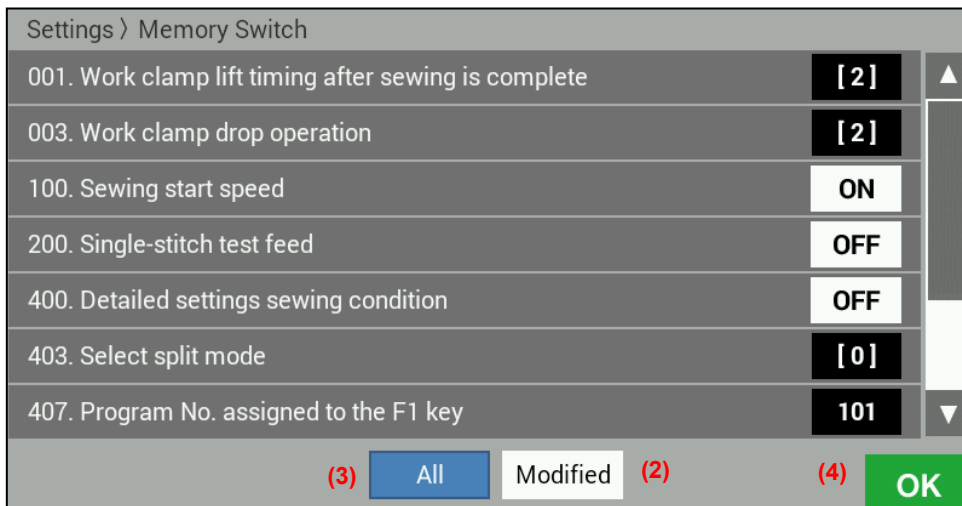 Settings 〉 Memory Switch
001. Work clamp lift timing after sewing is complete [ 2 ]
003. Work clamp drop operation [ 2 ]
100. Sewing start speed ON
200. Single-stitch test feed OFF
400. Detailed settings sewing condition OFF
403. Select split mode [ 0 ]
407. Program No. assigned to the F1 key 101
(3) All Modified (2) (4) OK